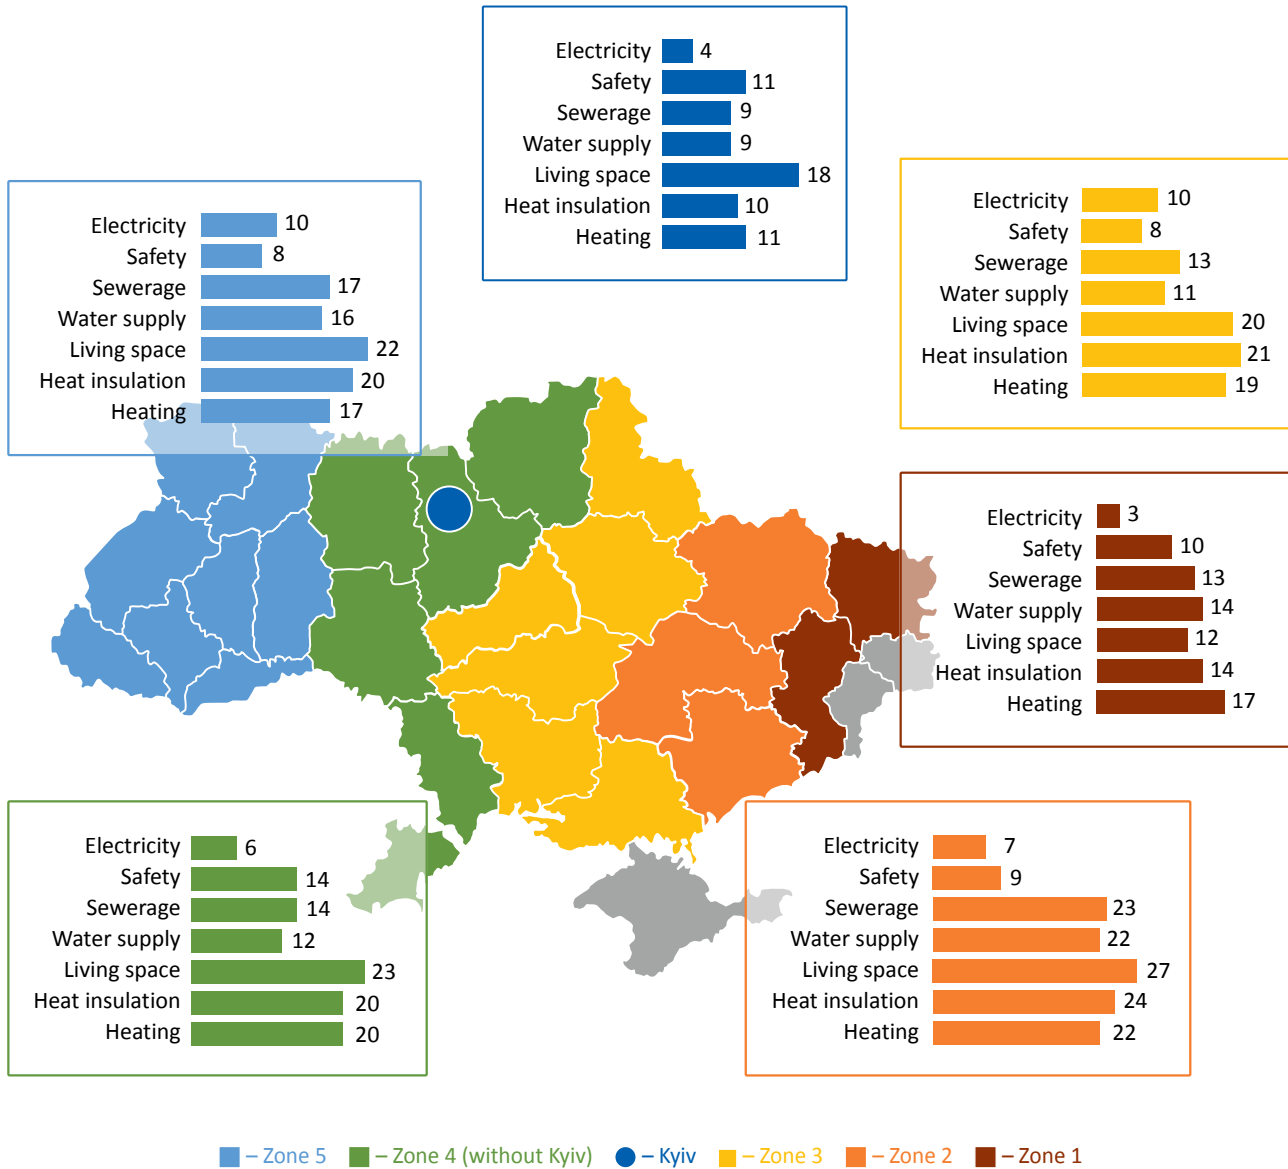 Electricity 4
Safety 11
Sewerage 9
Water supply 9
Living space 18
Heat insulation 10
Heating 11
Electricity 10
Safety 8
Sewerage 17
Water supply 16
Living space 22
Heat insulation 20
Heating 17
Electricity 10
Safety 8
Sewerage 13
Water supply 11
Living space 20
Heat insulation 21
Heating 19
Electricity 3
Safety 10
Sewerage 13
Water supply 14
Living space 12
Heat insulation 14
Heating 17
Electricity 6
Safety 14
Sewerage 14
Water supply 12
Living space 23
Heat insulation 20
Heating 20
Electricity 7
Safety 9
Sewerage 23
Water supply 22
Living space 27
Heat insulation 24
Heating 22
– Zone 5 – Zone 4 (without Kyiv) – Kyiv – Zone 3 – Zone 2 – Zone 1